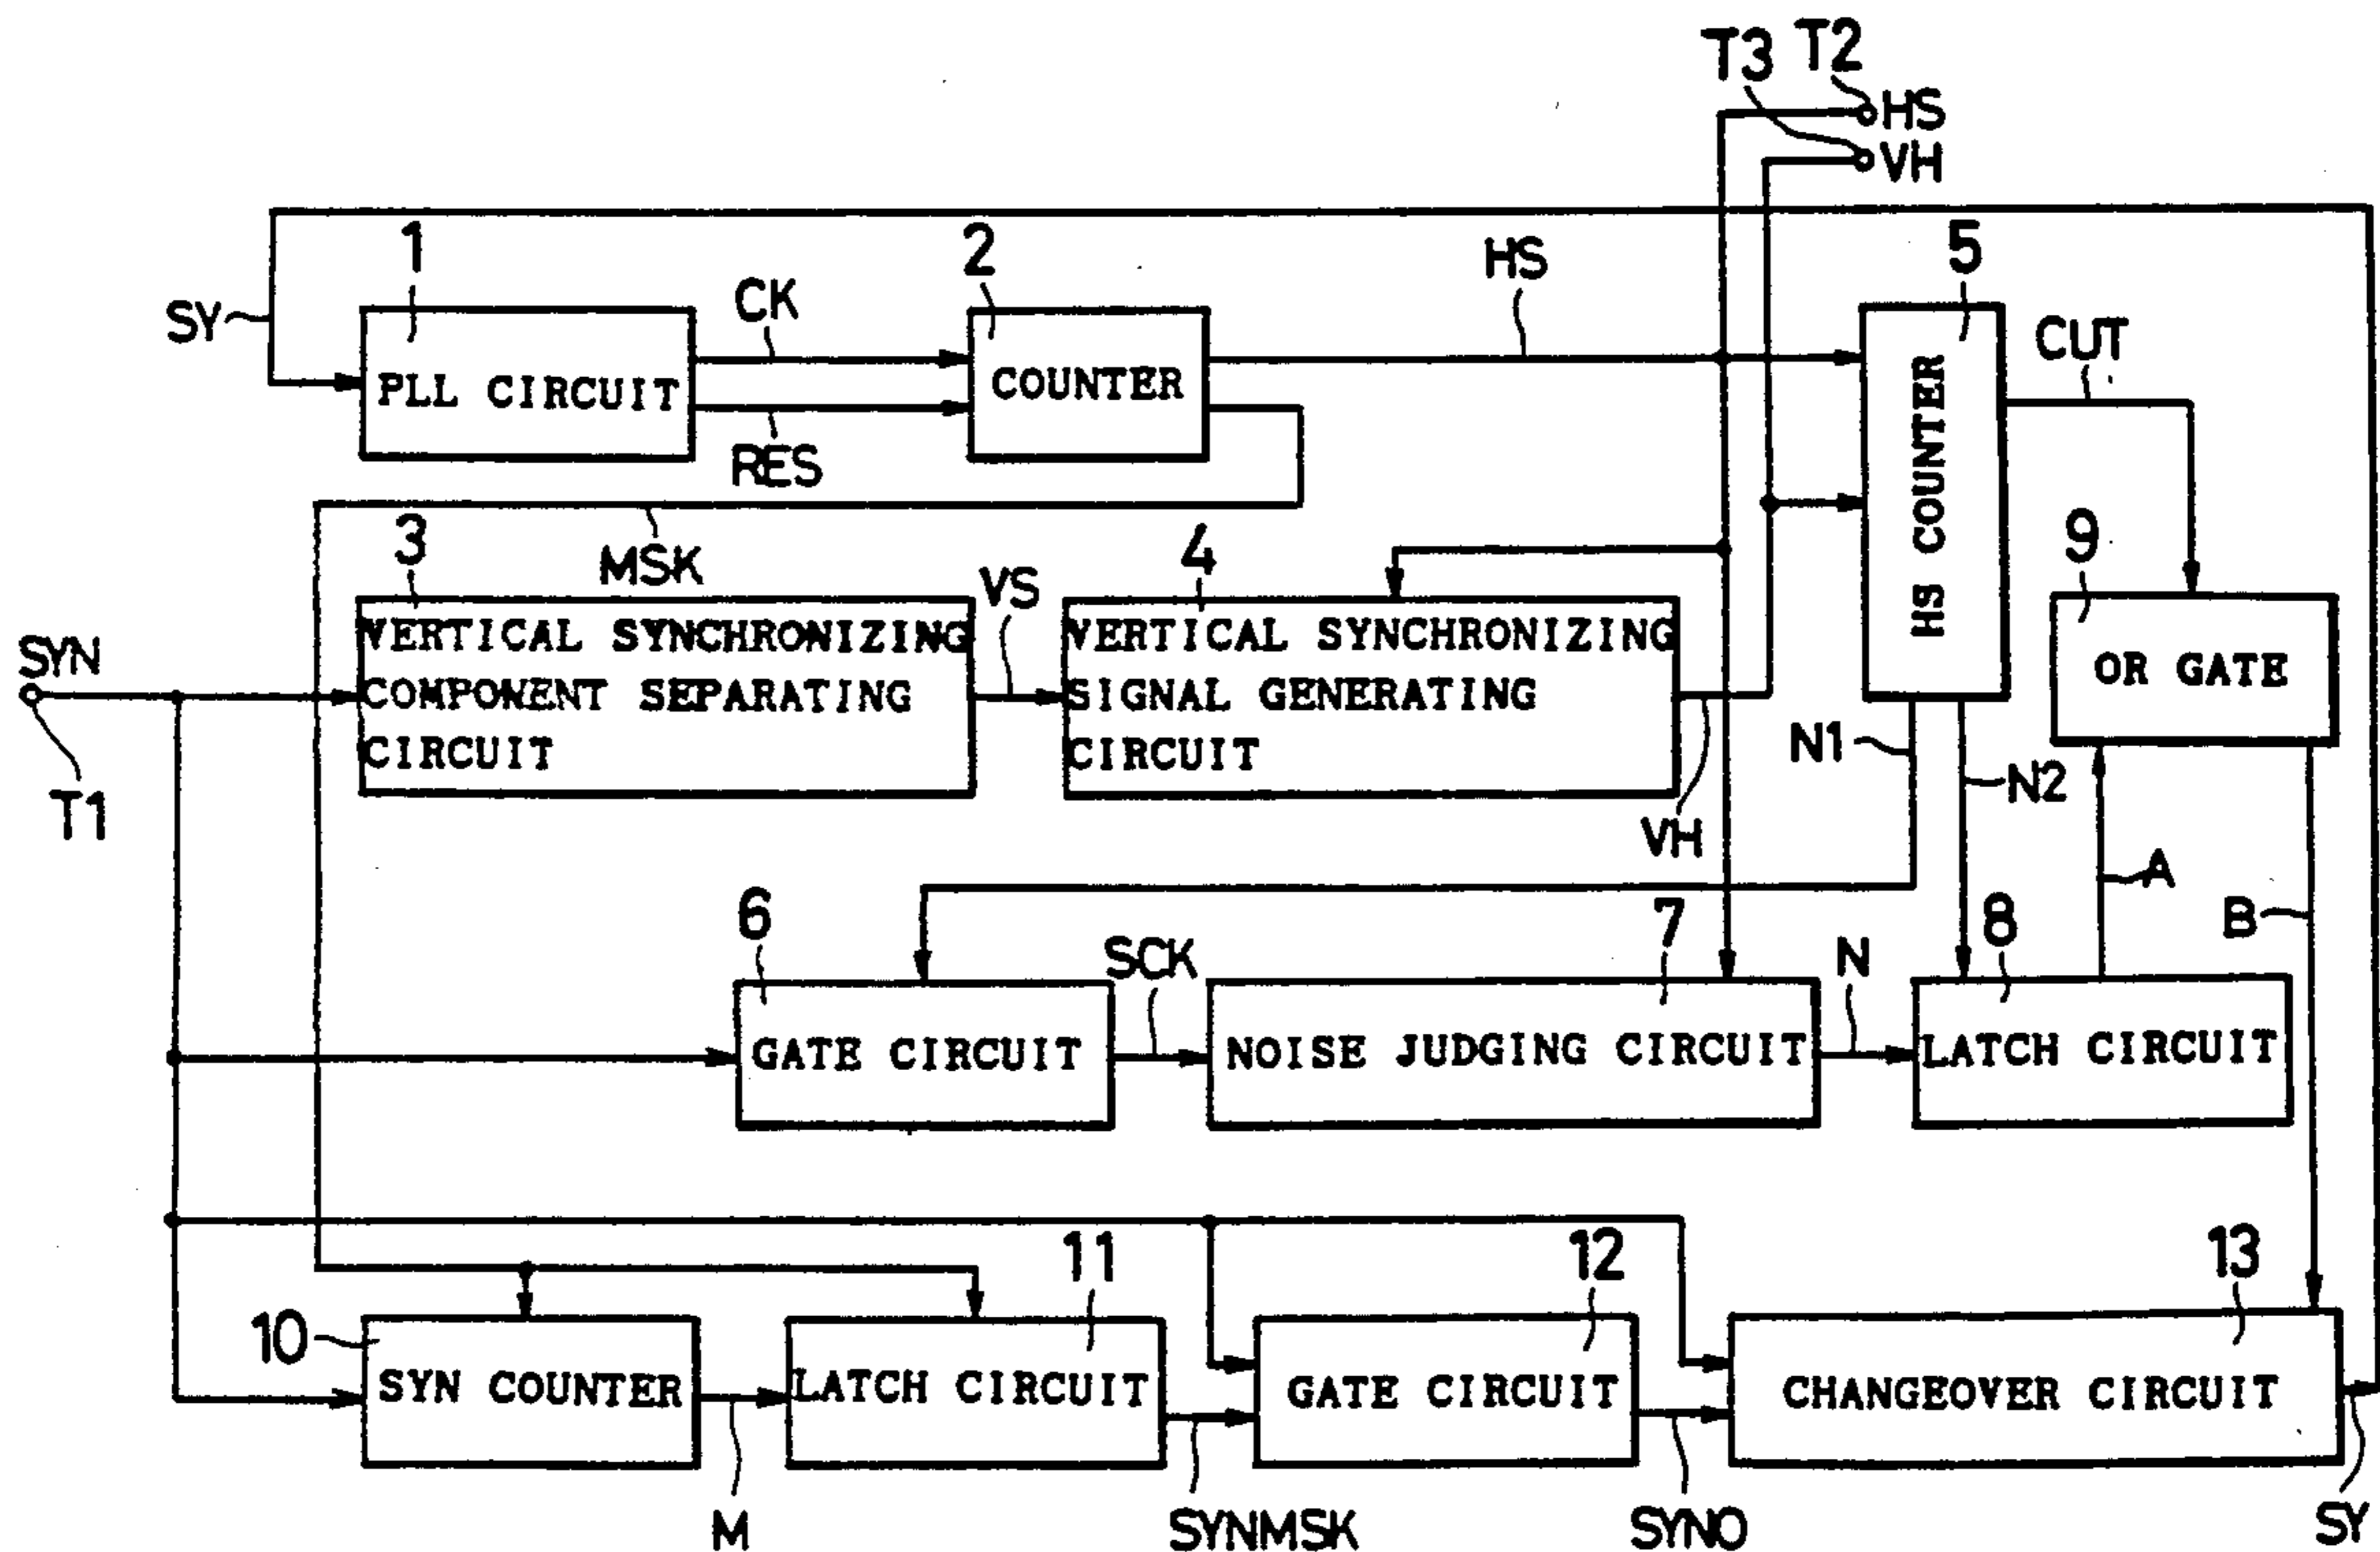 T3 T2
HS
VH
1
2
HS
5
SY
CK
CUT
PLL CIRCUIT
COUNTER
HS COUNTER
RES
MSK
3
VS
4
9
SYN
VERTICAL SYNCHRONIZING
COMPONENT SEPARATING
CIRCUIT
VERTICAL SYNCHRONIZING
SIGNAL GENERATING
CIRCUIT
OR GATE
T1
N1
N2
VH
A
B
6
SCK
7
N
8
GATE CIRCUIT
NOISE JUDGING CIRCUIT
LATCH CIRCUIT
10
11
12
13
SYN COUNTER
LATCH CIRCUIT
GATE CIRCUIT
CHANGEOVER CIRCUIT
M
SYNMSK
SYNO
SY